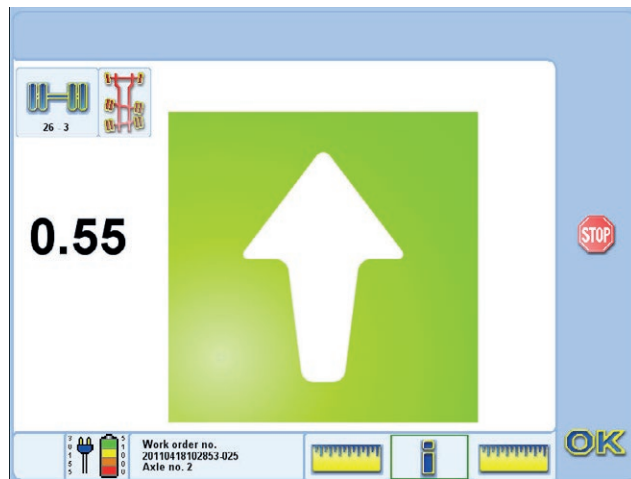 26 - 3
0.55
STOP
Work order no.
20110418102853-025
Axle no. 2
OK